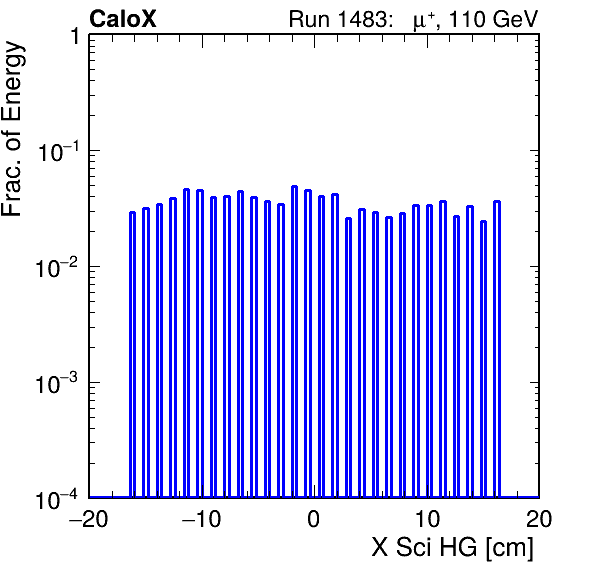 CaloX Run 1483: μ⁺, 110 GeV
Frac. of Energy
1
10⁻¹
10⁻²
10⁻³
10⁻⁴
−20 −10 0 10 20
X Sci HG [cm]